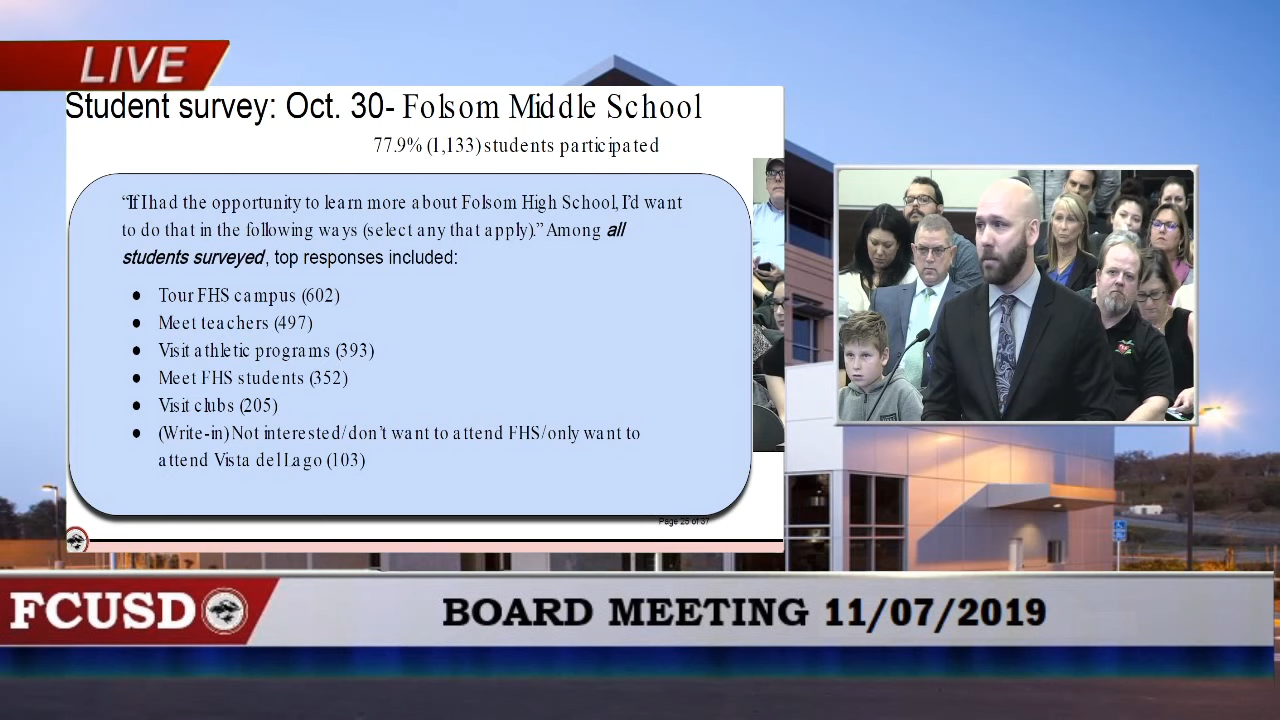 LIVE
Student survey: Oct. 30- Folsom Middle School
77.9% (1,133) students participated
“If I had the opportunity to learn more about Folsom High School, I’d want
to do that in the following ways (select any that apply).” Among all
students surveyed, top responses included:
● Tour FHS campus (602)
● Meet teachers (497)
● Visit athletic programs (393)
● Meet FHS students (352)
● Visit clubs (205)
● (Write-in) Not interested/don’t want to attend FHS/only want to
attend Vista del Lago (103)
Page 25 of 37
FCUSD
BOARD MEETING 11/07/2019